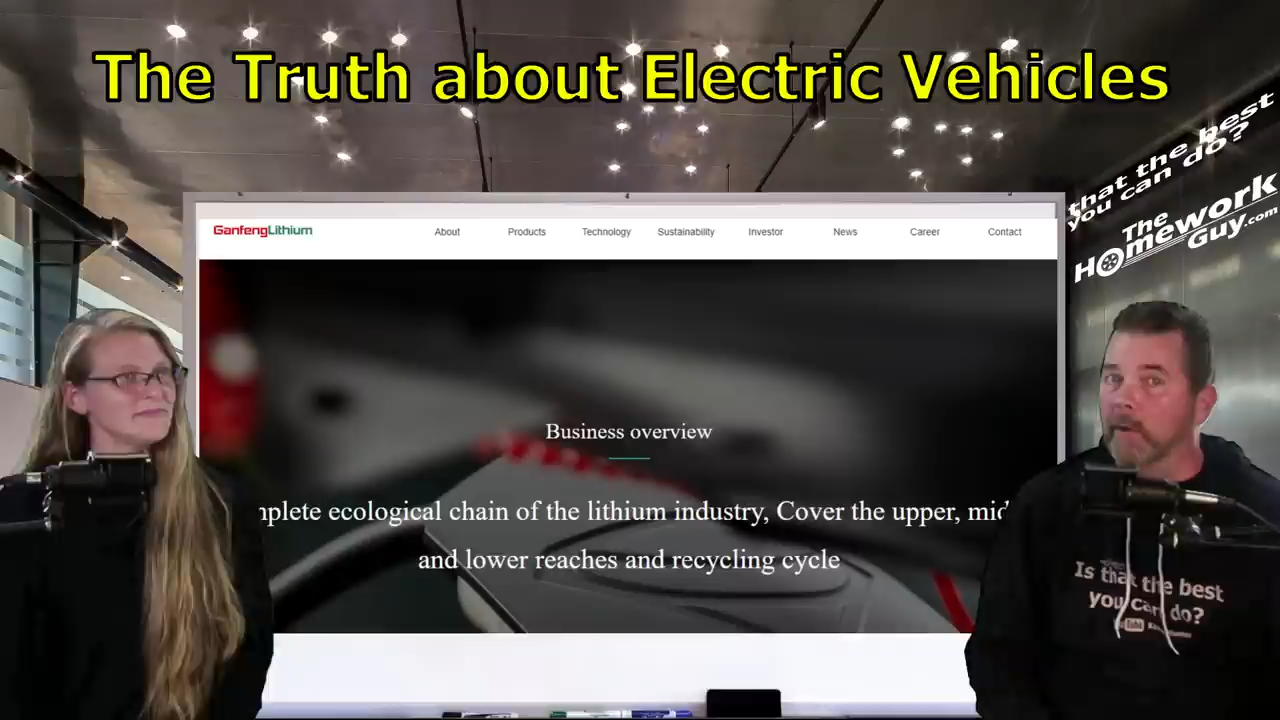 The Truth about Electric Vehicles
that the best
you can do?
The
Homework
Guy.com
GanfengLithium
About Products Technology Sustainability Investor News Career Contact
Business overview
mplete ecological chain of the lithium industry, Cover the upper, mid
and lower reaches and recycling cycle
Is that the best
you can do?